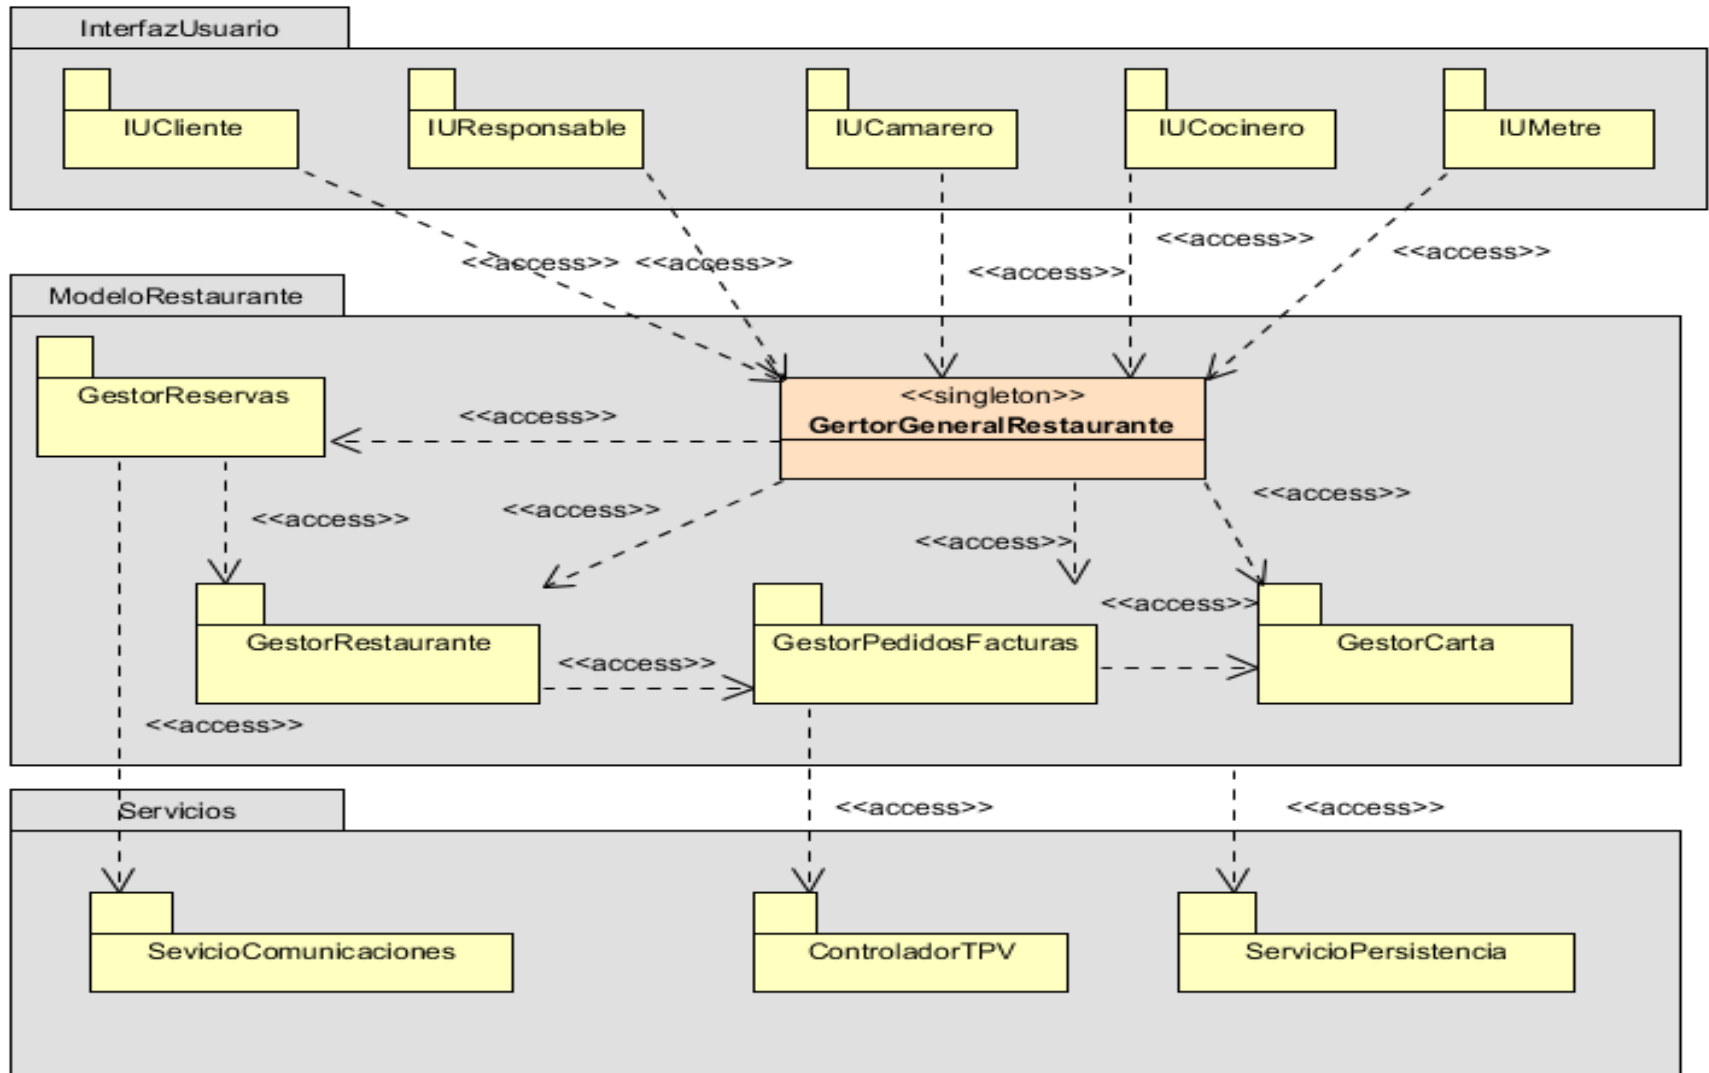 InterfazUsuario
IUCliente
IUResponsable
IUCamarero
IUCocinero
IUMetre
<<access>>
<<access>>
<<access>>
<<access>>
<<access>>
ModeloRestaurante
GestorReservas
<<singleton>>
GertorGeneralRestaurante
<<access>>
<<access>>
<<access>>
<<access>>
<<access>>
<<access>>
GestorRestaurante
<<access>>
GestorPedidosFacturas
GestorCarta
<<access>>
Servicios
<<access>>
<<access>>
SevicioComunicaciones
ControladorTPV
ServicioPersistencia